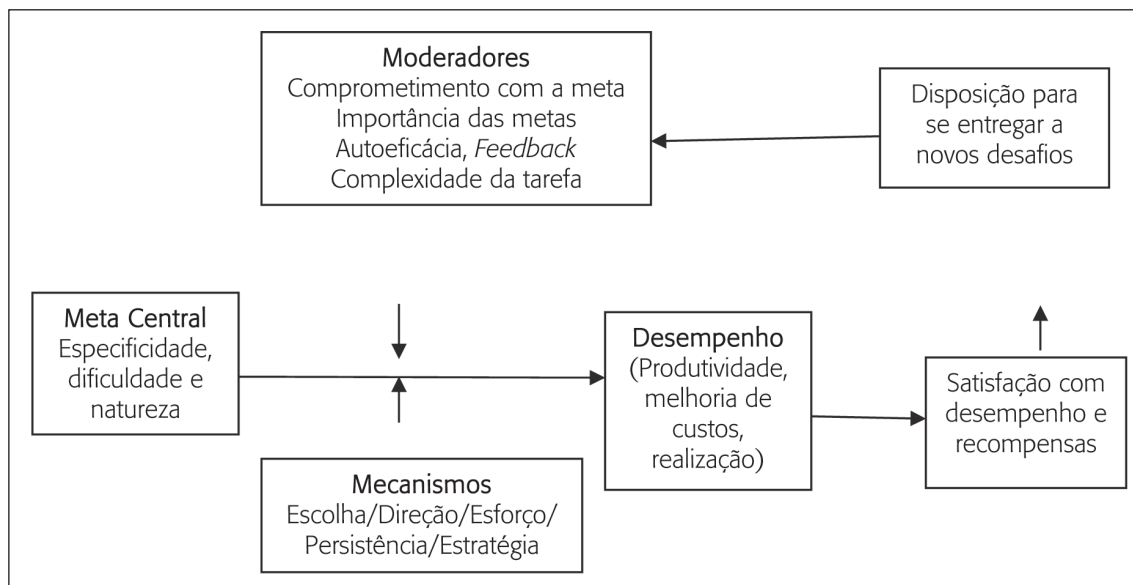 Moderadores
Comprometimento com a meta
Importância das metas
Autoeficácia, Feedback
Complexidade da tarefa
Disposição para
se entregar a
novos desafios
Meta Central
Especificidade,
dificuldade e
natureza
Desempenho
(Produtividade,
melhoria de
custos,
realização)
Satisfação com
desempenho e
recompensas
Mecanismos
Escolha/Direção/Esforço/
Persistência/Estratégia